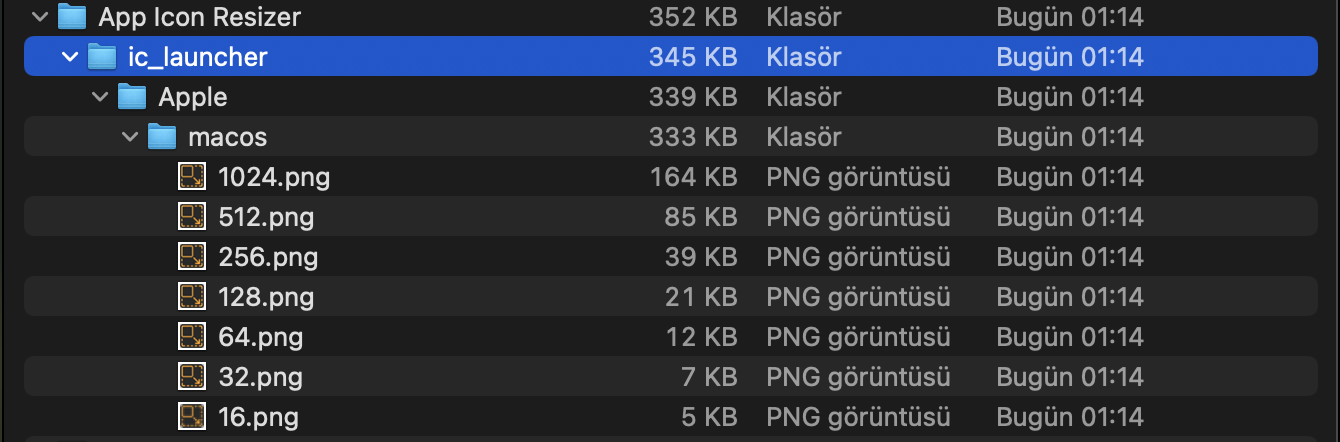 App Icon Resizer 352 KB Klasör Bugün 01:14
ic_launcher 345 KB Klasör Bugün 01:14
Apple 339 KB Klasör Bugün 01:14
macos 333 KB Klasör Bugün 01:14
1024.png 164 KB PNG görüntüsü Bugün 01:14
512.png 85 KB PNG görüntüsü Bugün 01:14
256.png 39 KB PNG görüntüsü Bugün 01:14
128.png 21 KB PNG görüntüsü Bugün 01:14
64.png 12 KB PNG görüntüsü Bugün 01:14
32.png 7 KB PNG görüntüsü Bugün 01:14
16.png 5 KB PNG görüntüsü Bugün 01:14